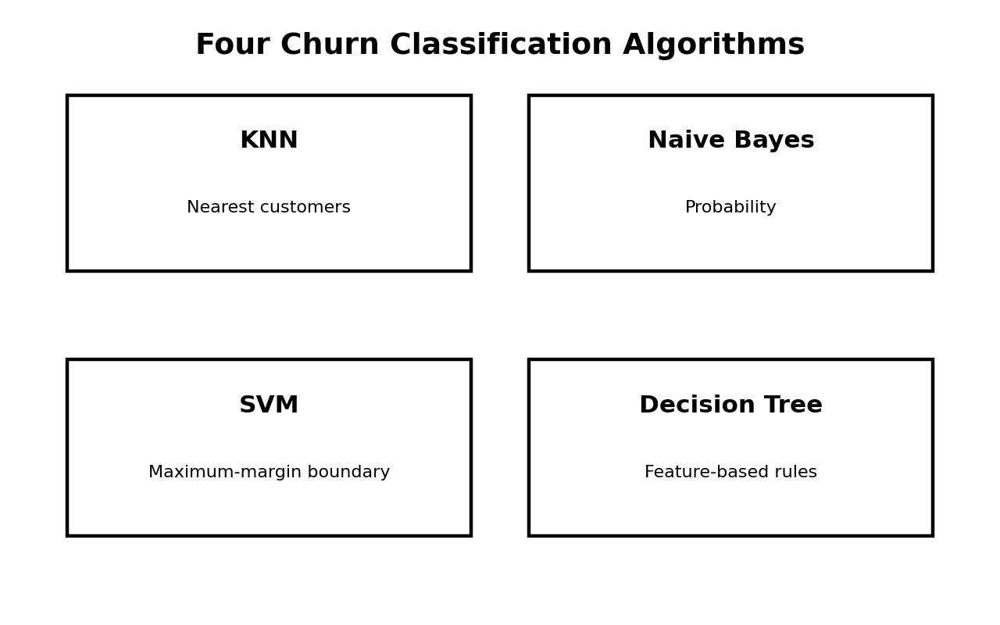 Four Churn Classification Algorithms
KNN
Nearest customers
Naive Bayes
Probability
SVM
Maximum-margin boundary
Decision Tree
Feature-based rules